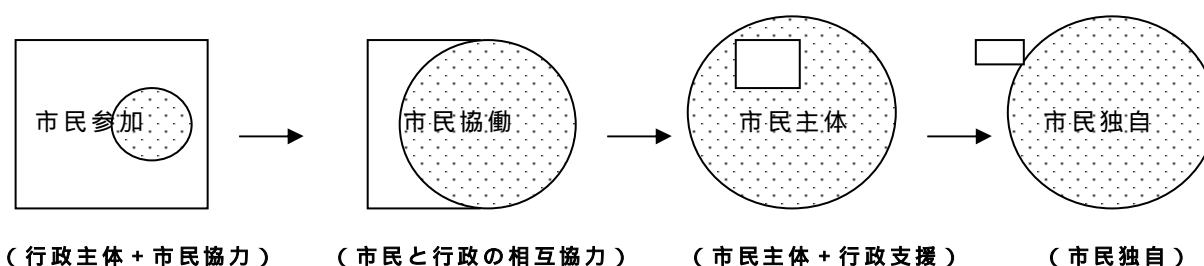 市民参加
市民協働
市民主体
市民独自
（行政主体＋市民協力）
（市民と行政の相互協力）
（市民主体＋行政支援）
（市民独自）